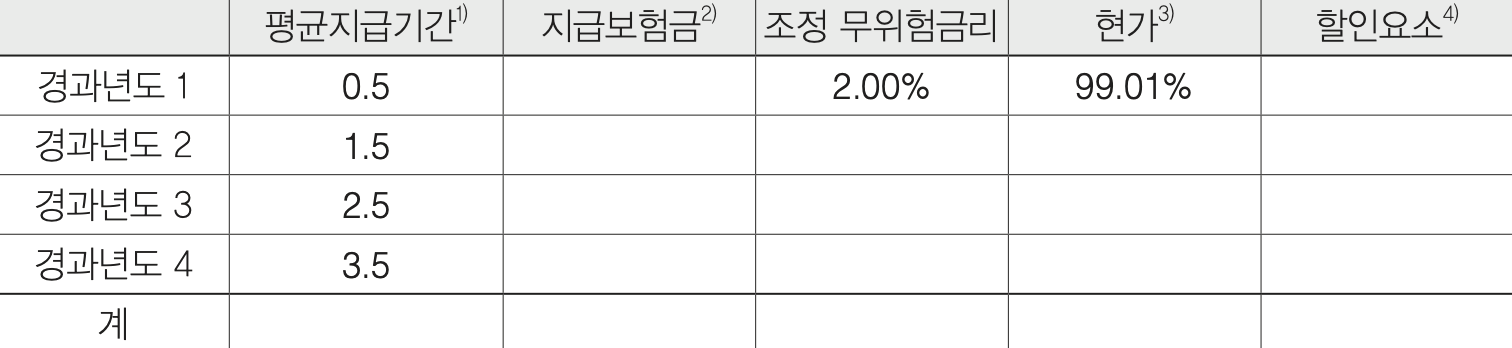 평균지급기간1) 지급보험금2) 조정 무위험금리 현가3) 할인요소4)
경과년도 1 0.5 2.00% 99.01%
경과년도 2 1.5
경과년도 3 2.5
경과년도 4 3.5
계